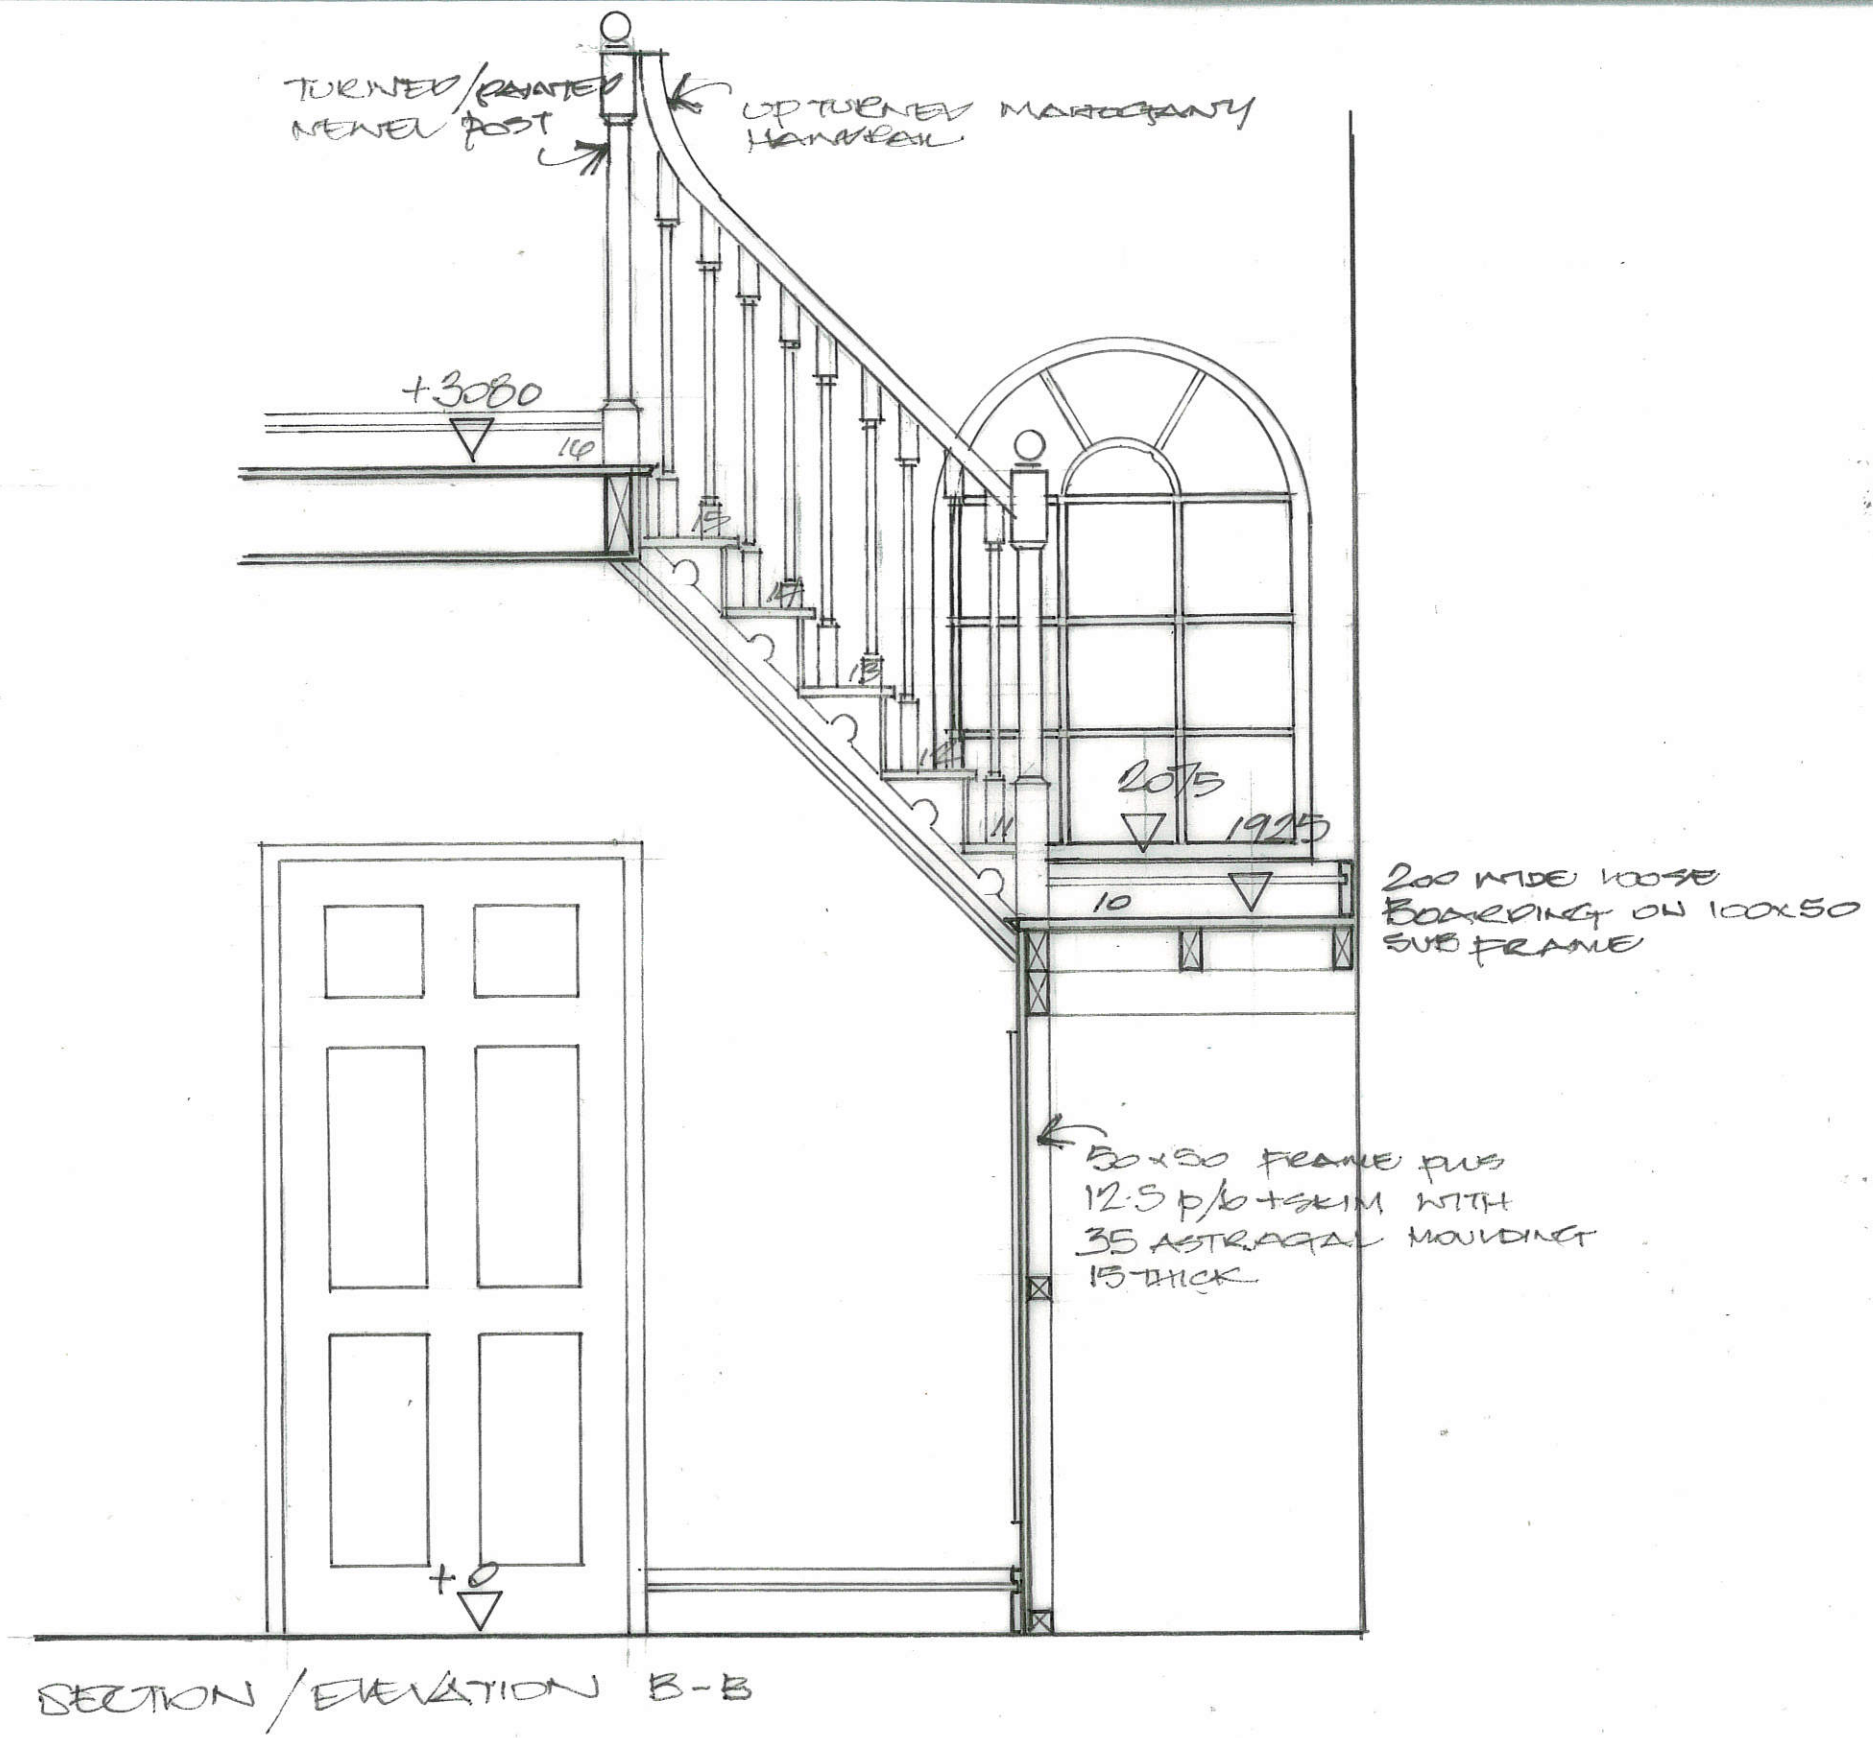 TURNED/PAINTED
NEWEL POST
UPTURNED MAHOGANY
HANDRAIL
+3080
16
15
14
13
12
11
2075
1925
10
200 WIDE LOOSE
BOARDING ON 100x50
SUB FRAME
50x50 FRAME PLUS
12.5 p/b +SKIM WITH
35 ASTRAGAL MOULDING
15 THICK
+0
SECTION/ELEVATION B-B